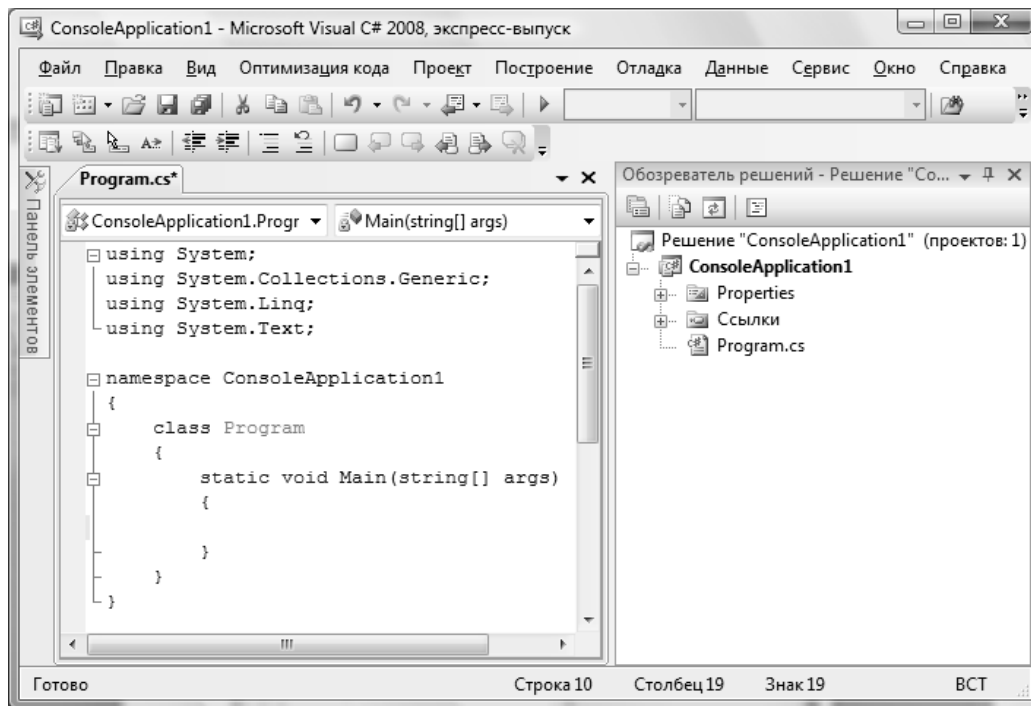 ConsoleApplication1 - Microsoft Visual C# 2008, экспресс-выпуск
Файл Правка Вид Оптимизация кода Проект Построение Отладка Данные Сервис Окно Справка
Панель элементов
Program.cs*
ConsoleApplication1.Progr
Main(string[] args)
using System;
using System.Collections.Generic;
using System.Linq;
using System.Text;
namespace ConsoleApplication1
{
class Program
{
static void Main(string[] args)
{
}
}
}
Обозреватель решений - Решение "Co...
Решение "ConsoleApplication1" (проектов: 1)
ConsoleApplication1
Properties
Ссылки
Program.cs
Готово Строка 10 Столбец 19 Знак 19 ВСТ